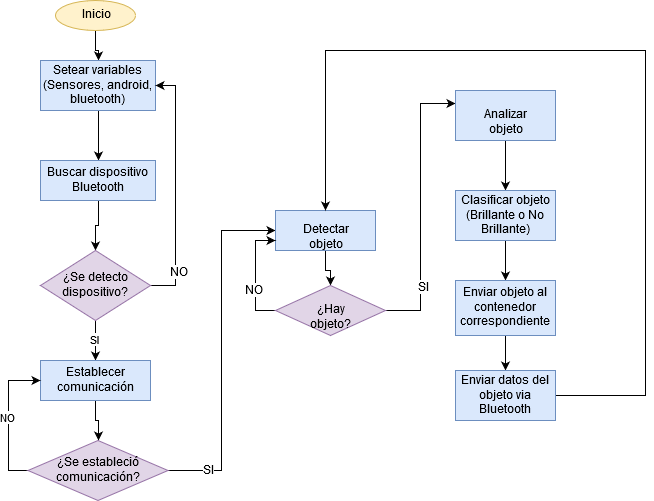 Inicio
Setear variables
(Sensores, android,
bluetooth)
Buscar dispositivo
Bluetooth
¿Se detecto
dispositivo?
NO
SI
Establecer
comunicación
NO
¿Se estableció
comunicación?
SI
Detectar
objeto
NO
¿Hay
objeto?
SI
Analizar
objeto
Clasificar objeto
(Brillante o No
Brillante)
Enviar objeto al
contenedor
correspondiente
Enviar datos del
objeto via
Bluetooth